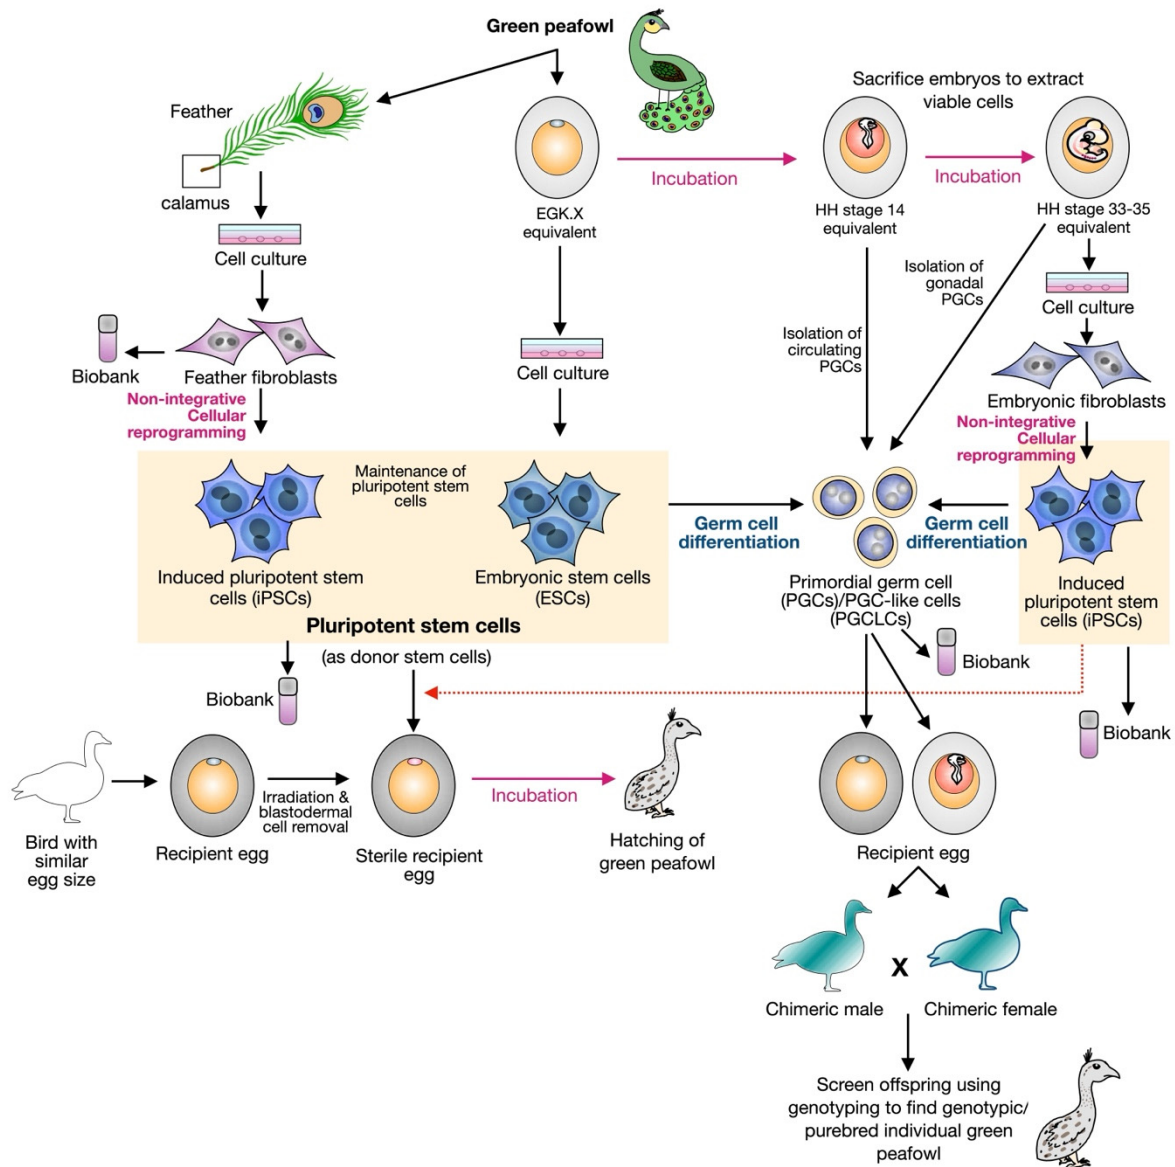 Green peafowl
Feather
calamus
Cell culture
Biobank
Feather fibroblasts
Non-integrative
Cellular
reprogramming
EGK.X
equivalent
Cell culture
Incubation
Sacrifice embryos to extract
viable cells
HH stage 14
equivalent
Incubation
HH stage 33-35
equivalent
Isolation of
gonadal
PGCs
Isolation of
circulating
PGCs
Cell culture
Embryonic fibroblasts
Non-integrative
Cellular
reprogramming
Maintenance of
pluripotent stem
cells
Induced pluripotent stem
cells (iPSCs)
Embryonic stem cells
(ESCs)
Pluripotent stem cells
(as donor stem cells)
Germ cell
differentiation
Germ cell
differentiation
Primordial germ cell
(PGCs)/PGC-like cells
(PGCLCs)
Induced
pluripotent stem
cells (iPSCs)
Biobank
Biobank
Biobank
Bird with
similar
egg size
Recipient egg
Irradiation &
blastodermal
cell removal
Sterile recipient
egg
Incubation
Hatching of
green peafowl
Recipient egg
Chimeric male
X
Chimeric female
Screen offspring using
genotyping to find genotypic/
purebred individual green
peafowl